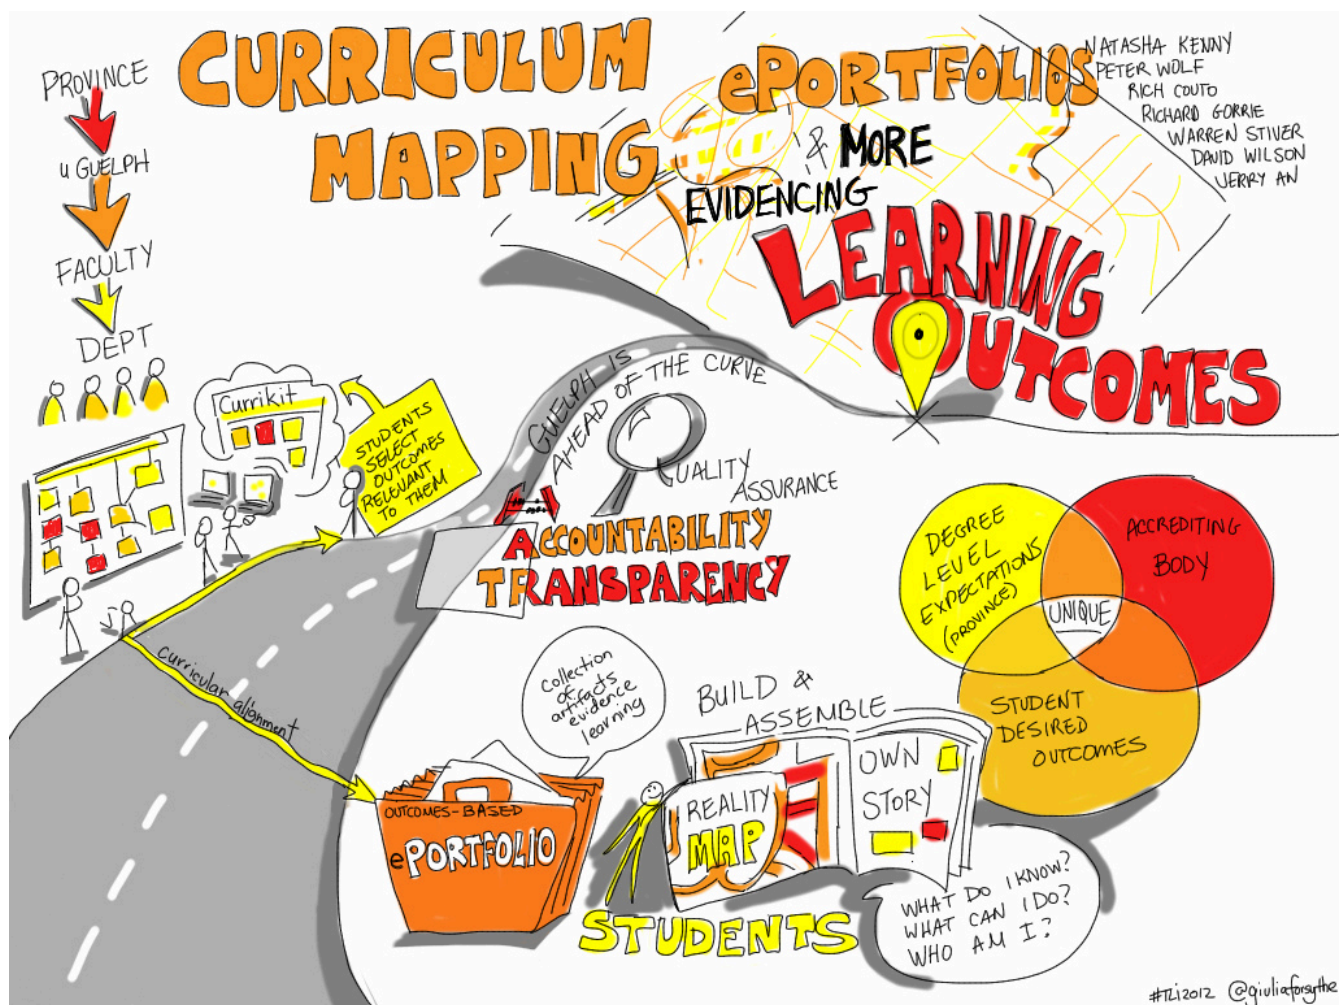 CURRICULUM
MAPPING
ePORTFOLIOS
& MORE
EVIDENCING
LEARNING
OUTCOMES
NATASHA KENNY
PETER WOLF
RICH COUTO
RICHARD GORRIE
WARREN STIVER
DAVID WILSON
JERRY AN
PROVINCE
u GUELPH
FACULTY
DEPT
Currikit
STUDENTS
SELECT
OUTCOMES
RELEVANT
TO THEM
GUELPH IS
AHEAD OF THE CURVE
QUALITY
ASSURANCE
ACCOUNTABILITY
TRANSPARENCY
DEGREE
LEVEL
EXPECTATIONS
(PROVINCE)
ACCREDITING
BODY
UNIQUE
STUDENT
DESIRED
OUTCOMES
curricular alignment
collection
of
artifacts
evidence
learning
OUTCOMES-BASED
ePORTFOLIO
BUILD &
ASSEMBLE
REALITY
MAP
OWN
STORY
STUDENTS
WHAT DO I KNOW?
WHAT CAN I DO?
WHO AM I?
#TLI2012 @giuliaforsythe